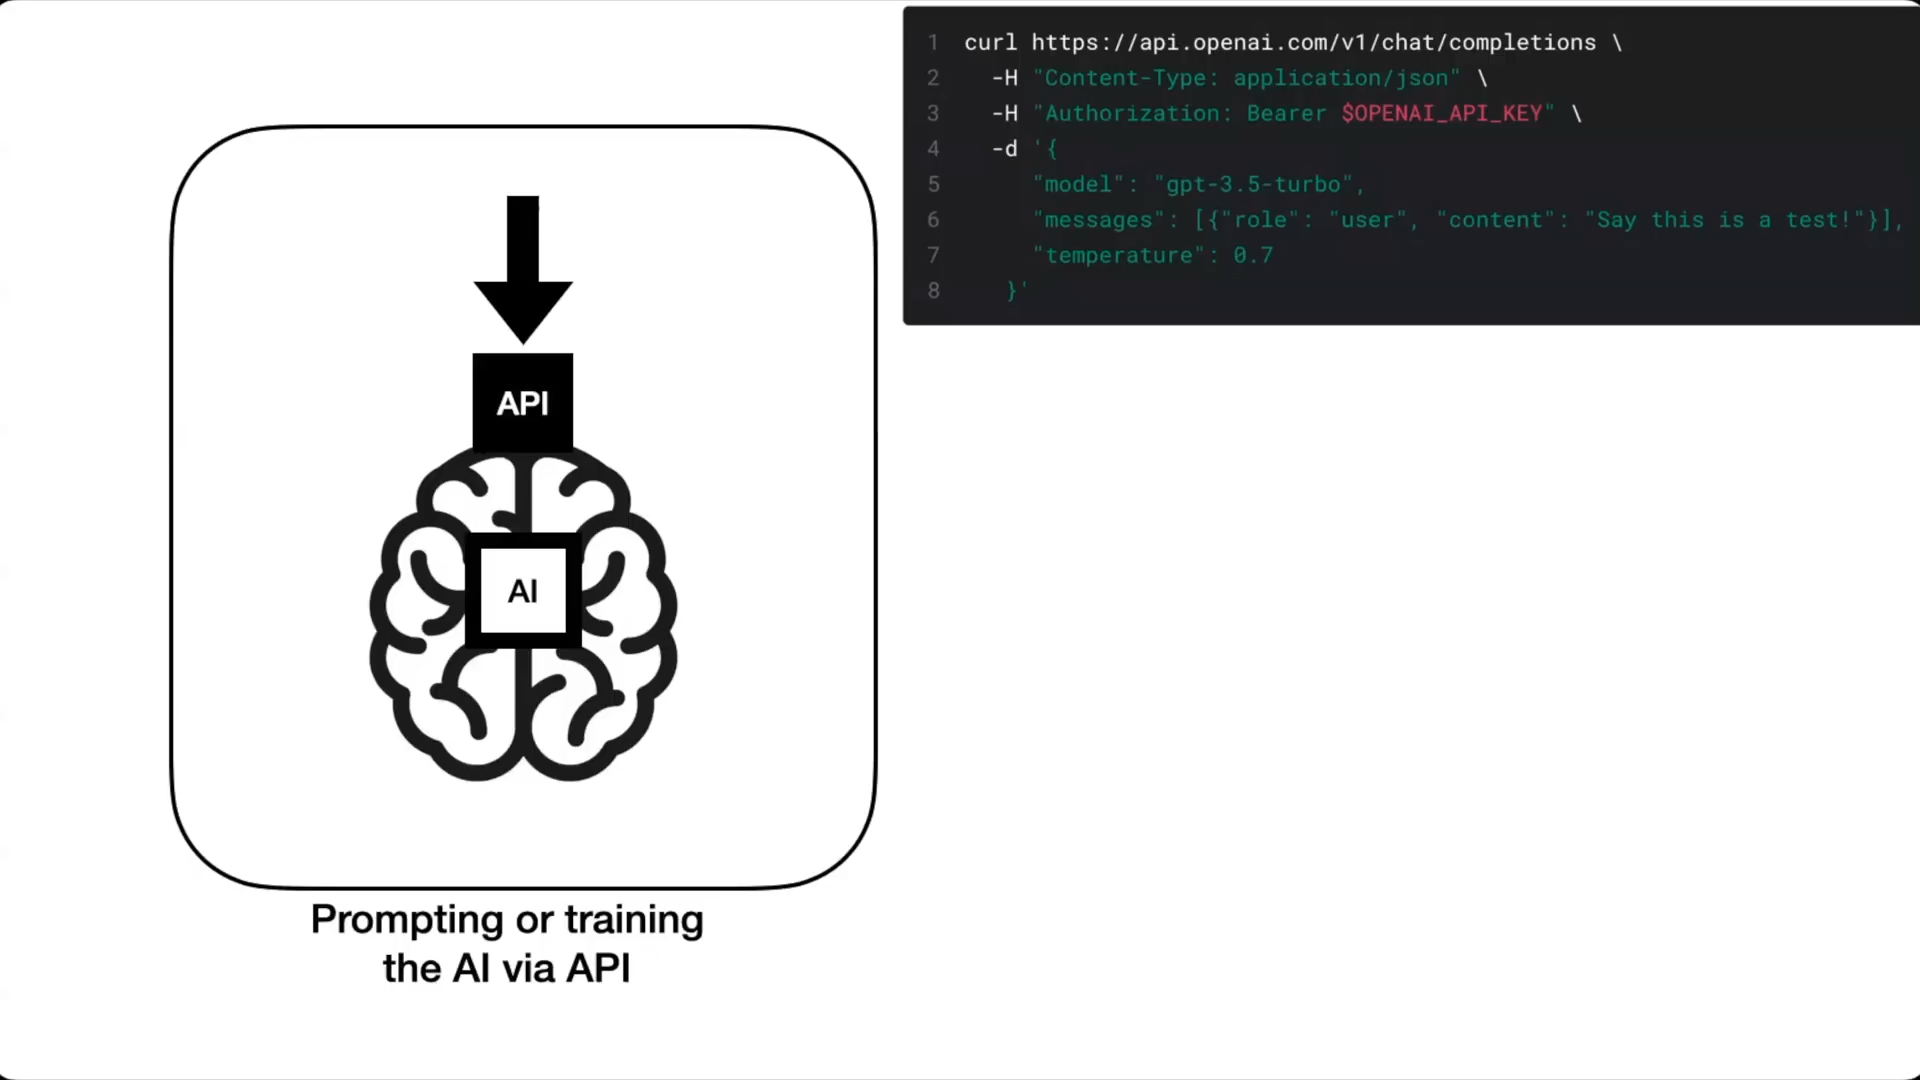 1 curl https://api.openai.com/v1/chat/completions \
2   -H "Content-Type: application/json" \
3   -H "Authorization: Bearer $OPENAI_API_KEY" \
4   -d '{
5      "model": "gpt-3.5-turbo",
6      "messages": [{"role": "user", "content": "Say this is a test!"}],
7      "temperature": 0.7
8    }'
API
AI
Prompting or training
the AI via API